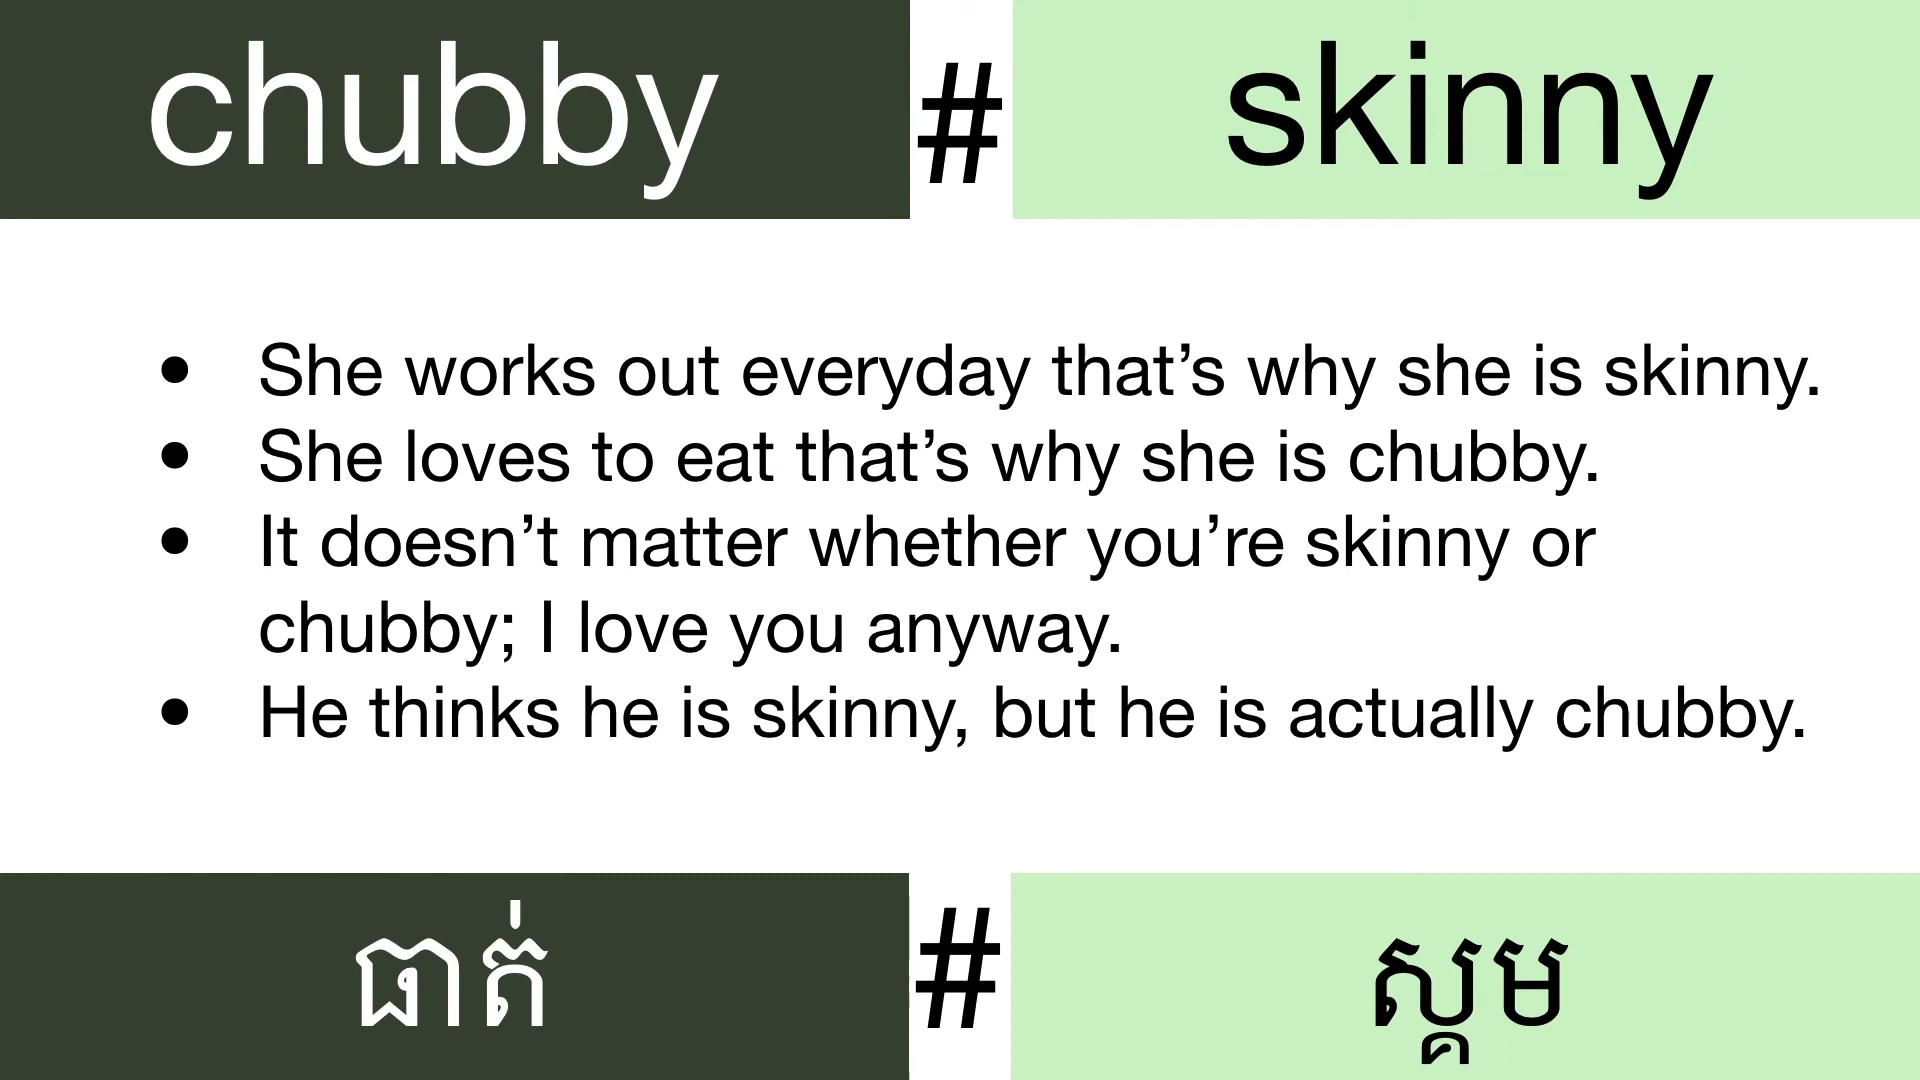 chubby # skinny
• She works out everyday that’s why she is skinny.
• She loves to eat that’s why she is chubby.
• It doesn’t matter whether you’re skinny or
chubby; I love you anyway.
• He thinks he is skinny, but he is actually chubby.
ធាត់ # ស្គម